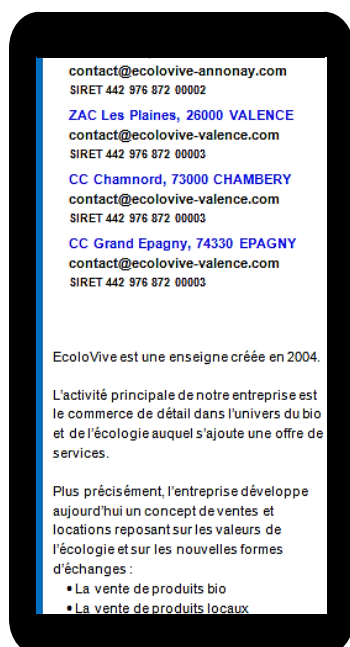 contact@ecolovive-annonay.com
SIRET 442 976 872 00002
ZAC Les Plaines, 26000 VALENCE
contact@ecolovive-valence.com
SIRET 442 976 872 00003
CC Chamnord, 73000 CHAMBERY
contact@ecolovive-valence.com
SIRET 442 976 872 00003
CC Grand Epagny, 74330 EPAGNY
contact@ecolovive-valence.com
SIRET 442 976 872 00003
EcoloVive est une enseigne créée en 2004.
L'activité principale de notre entreprise est
le commerce de détail dans l'univers du bio
et de l'écologie auquel s'ajoute une offre de
services.
Plus précisément, l'entreprise développe
aujourd'hui un concept de ventes et
locations reposant sur les valeurs de
l'écologie et sur les nouvelles formes
d'échanges :
• La vente de produits bio
• La vente de produits locaux